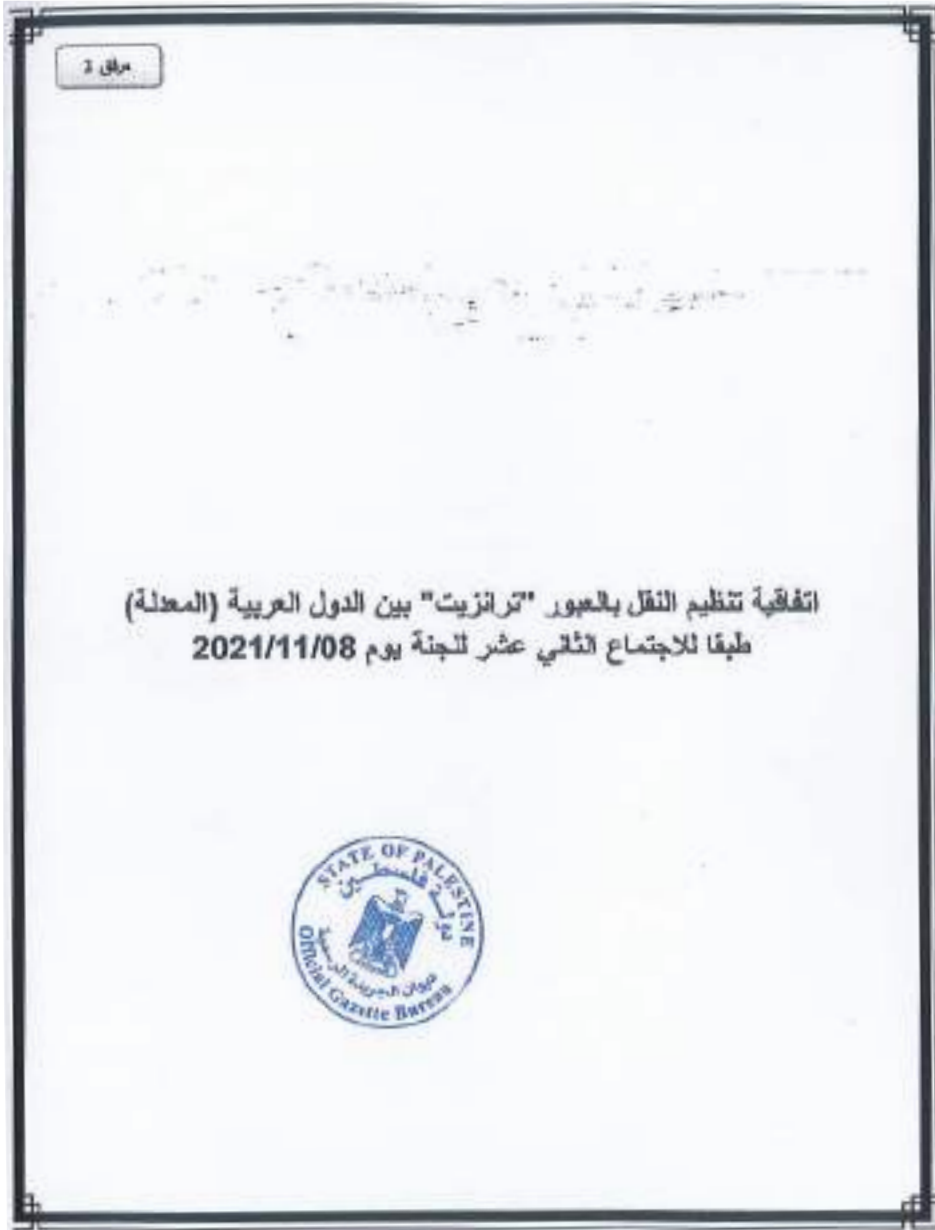 مرفق 2
اتفاقية تنظيم النقل بالعبور "ترانزيت" بين الدول العربية (المعدلة)
طبقا للاجتماع الثاني عشر للجنة يوم 2021/11/08
STATE OF PALESTINE
دولة فلسطين
ديوان الجريدة الرسمية
Official Gazette Bureau